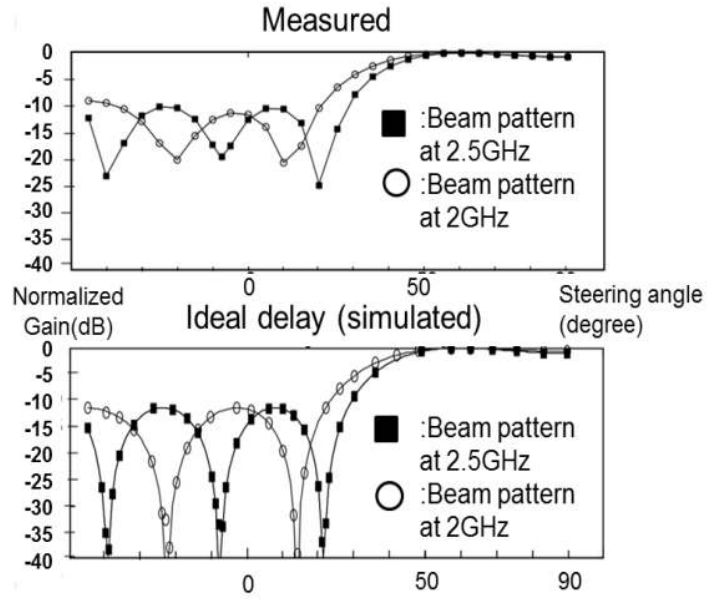 Measured
0
-5
-10
-15
-20
-25
-30
-35
-40
:Beam pattern
at 2.5GHz
:Beam pattern
at 2GHz
0
50
Normalized
Gain(dB)
Steering angle
(degree)
Ideal delay (simulated)
0
-5
-10
-15
-20
-25
-30
-35
-40
:Beam pattern
at 2.5GHz
:Beam pattern
at 2GHz
0
50
90